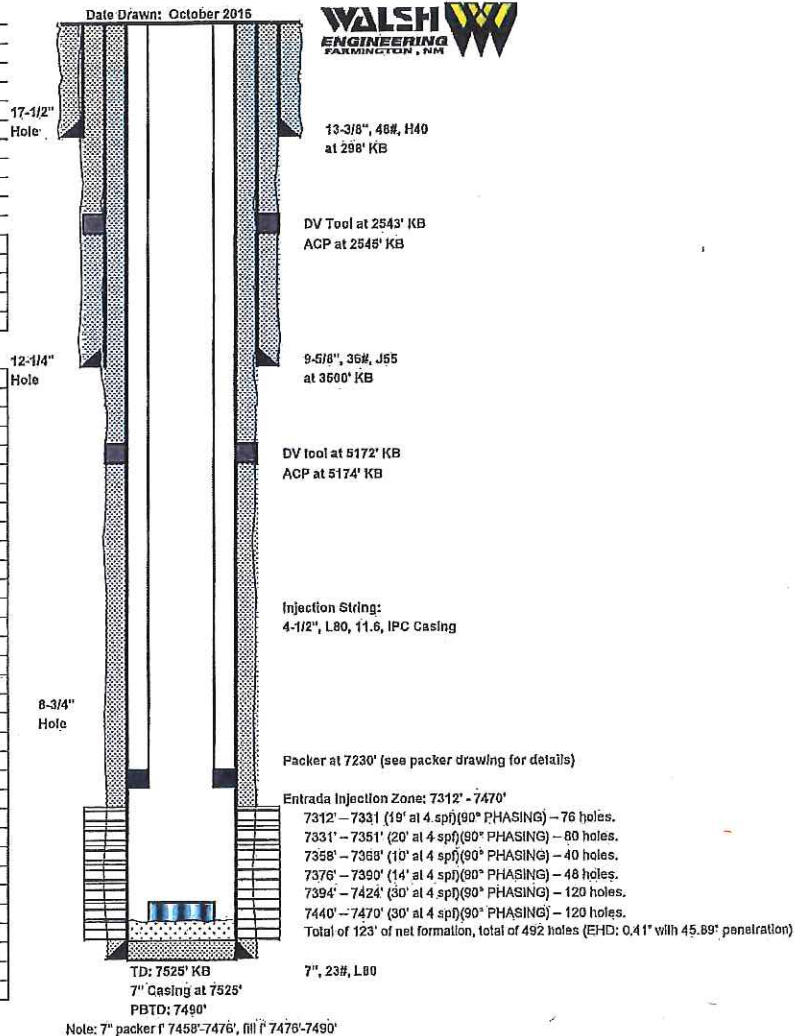 Date Drawn: October 2015
WALSH
ENGINEERING
FARMINGTON, NM
17-1/2"
Hole
13-3/8", 48#, H40
at 298' KB
DV Tool at 2543' KB
ACP at 2545' KB
12-1/4"
Hole
9-5/8", 36#, J55
at 3600' KB
DV tool at 5172' KB
ACP at 5174' KB
Injection String:
4-1/2", L80, 11.6, IPC Casing
8-3/4"
Hole
Packer at 7230' (see packer drawing for details)
Entrada Injection Zone: 7312' - 7470'
7312' – 7331 (19' at 4 spf)(90° PHASING) – 76 holes.
7331' – 7351' (20' at 4 spf)(90° PHASING) – 80 holes.
7358' – 7368' (10' at 4 spf)(90° PHASING) – 40 holes.
7376' – 7390' (14' at 4 spf)(90° PHASING) – 48 holes.
7394' – 7424' (30' at 4 spf)(90° PHASING) – 120 holes.
7440' – 7470' (30' at 4 spf)(90° PHASING) – 120 holes.
Total of 123' of net formation, total of 492 holes (EHD: 0.41" with 45.89" penetration)
TD: 7525' KB
7", 23#, L80
7" Casing at 7525'
PBTD: 7490'
Note: 7" packer f' 7458'-7476', fill f' 7476'-7490'